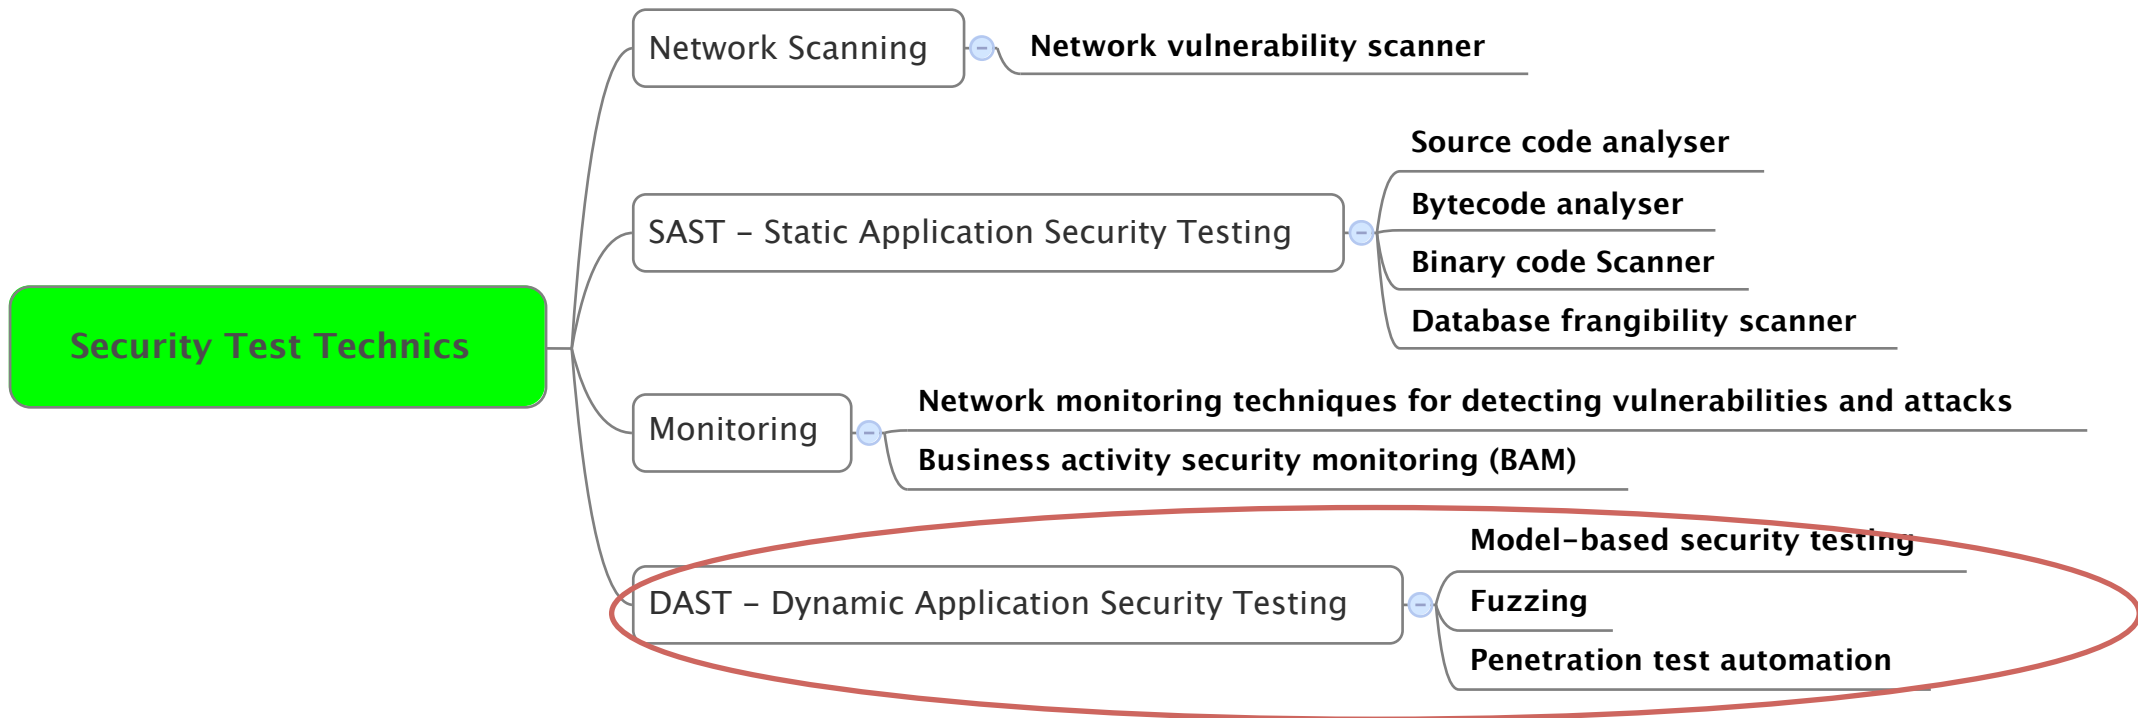 Network Scanning
Network vulnerability scanner
Source code analyser
SAST – Static Application Security Testing
Bytecode analyser
Binary code Scanner
Database frangibility scanner
Security Test Technics
Monitoring
Network monitoring techniques for detecting vulnerabilities and attacks
Business activity security monitoring (BAM)
DAST – Dynamic Application Security Testing
Model-based security testing
Fuzzing
Penetration test automation